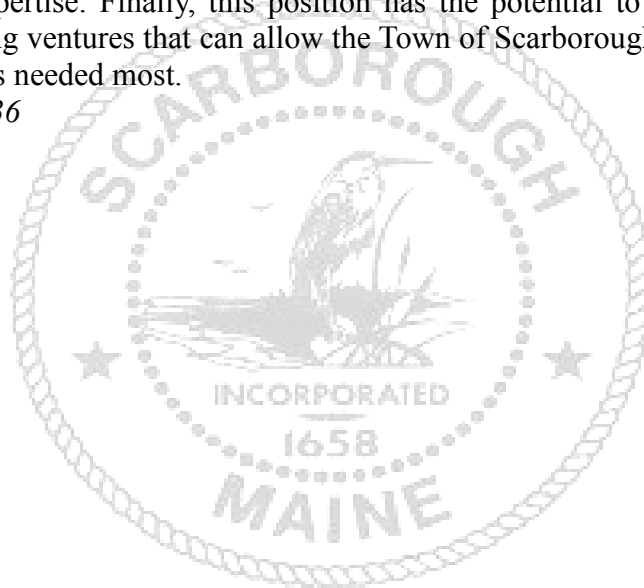 pertise. Finally, this position has the potential to
g ventures that can allow the Town of Scarboroug
s needed most.
36
SCARBOROUGH
INCORPORATED
1658
MAINE